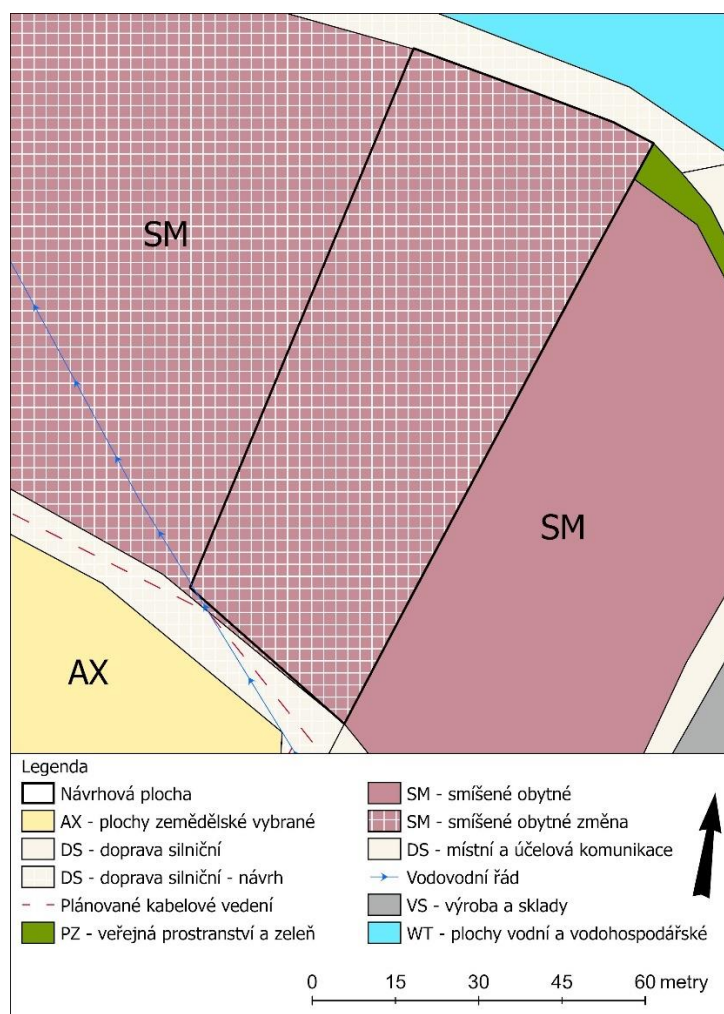 SM
SM
AX
Legenda
Návrhová plocha
AX - plochy zemědělské vybrané
DS - doprava silniční
DS - doprava silniční - návrh
Plánované kabelové vedení
PZ - veřejná prostranství a zeleň
SM - smíšené obytné
SM - smíšené obytné změna
DS - místní a účelová komunikace
Vodovodní řád
VS - výroba a sklady
WT - plochy vodní a vodohospodářské
0 15 30 45 60 metry